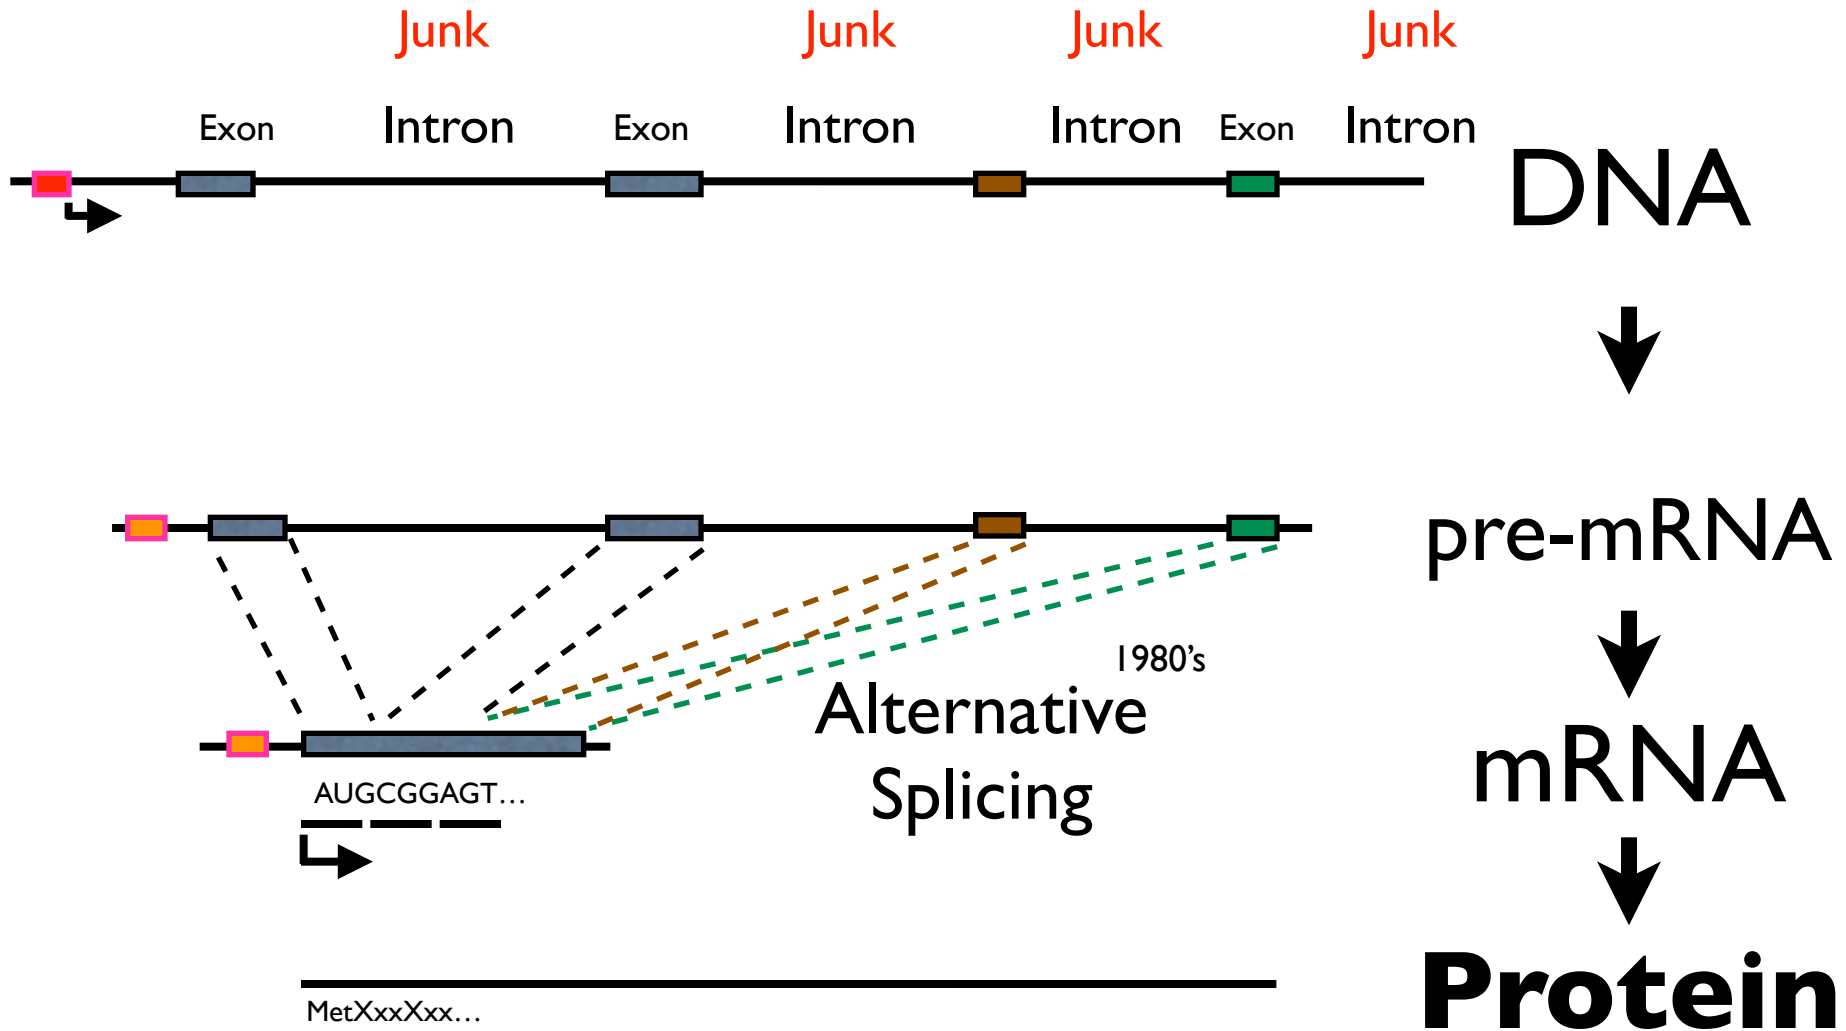 Junk Junk Junk Junk
Exon Intron Exon Intron Intron Exon Intron
DNA
pre-mRNA
1980's
Alternative
Splicing
mRNA
AUGCGGAGT...
Protein
MetXxxXxx...